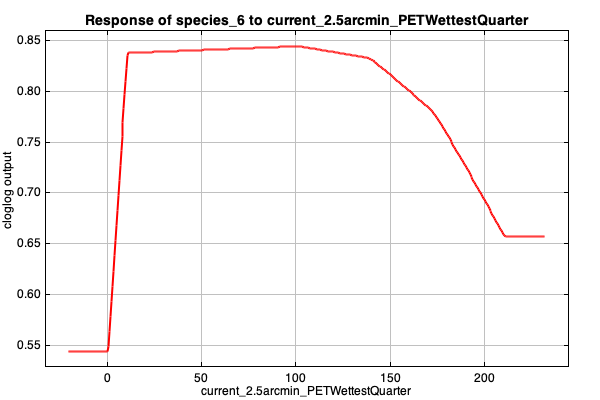 Response of species_6 to current_2.5arcmin_PETWettestQuarter
0.85
0.80
0.75
0.70
0.65
0.60
0.55
cloglog output
0 50 100 150 200
current_2.5arcmin_PETWettestQuarter